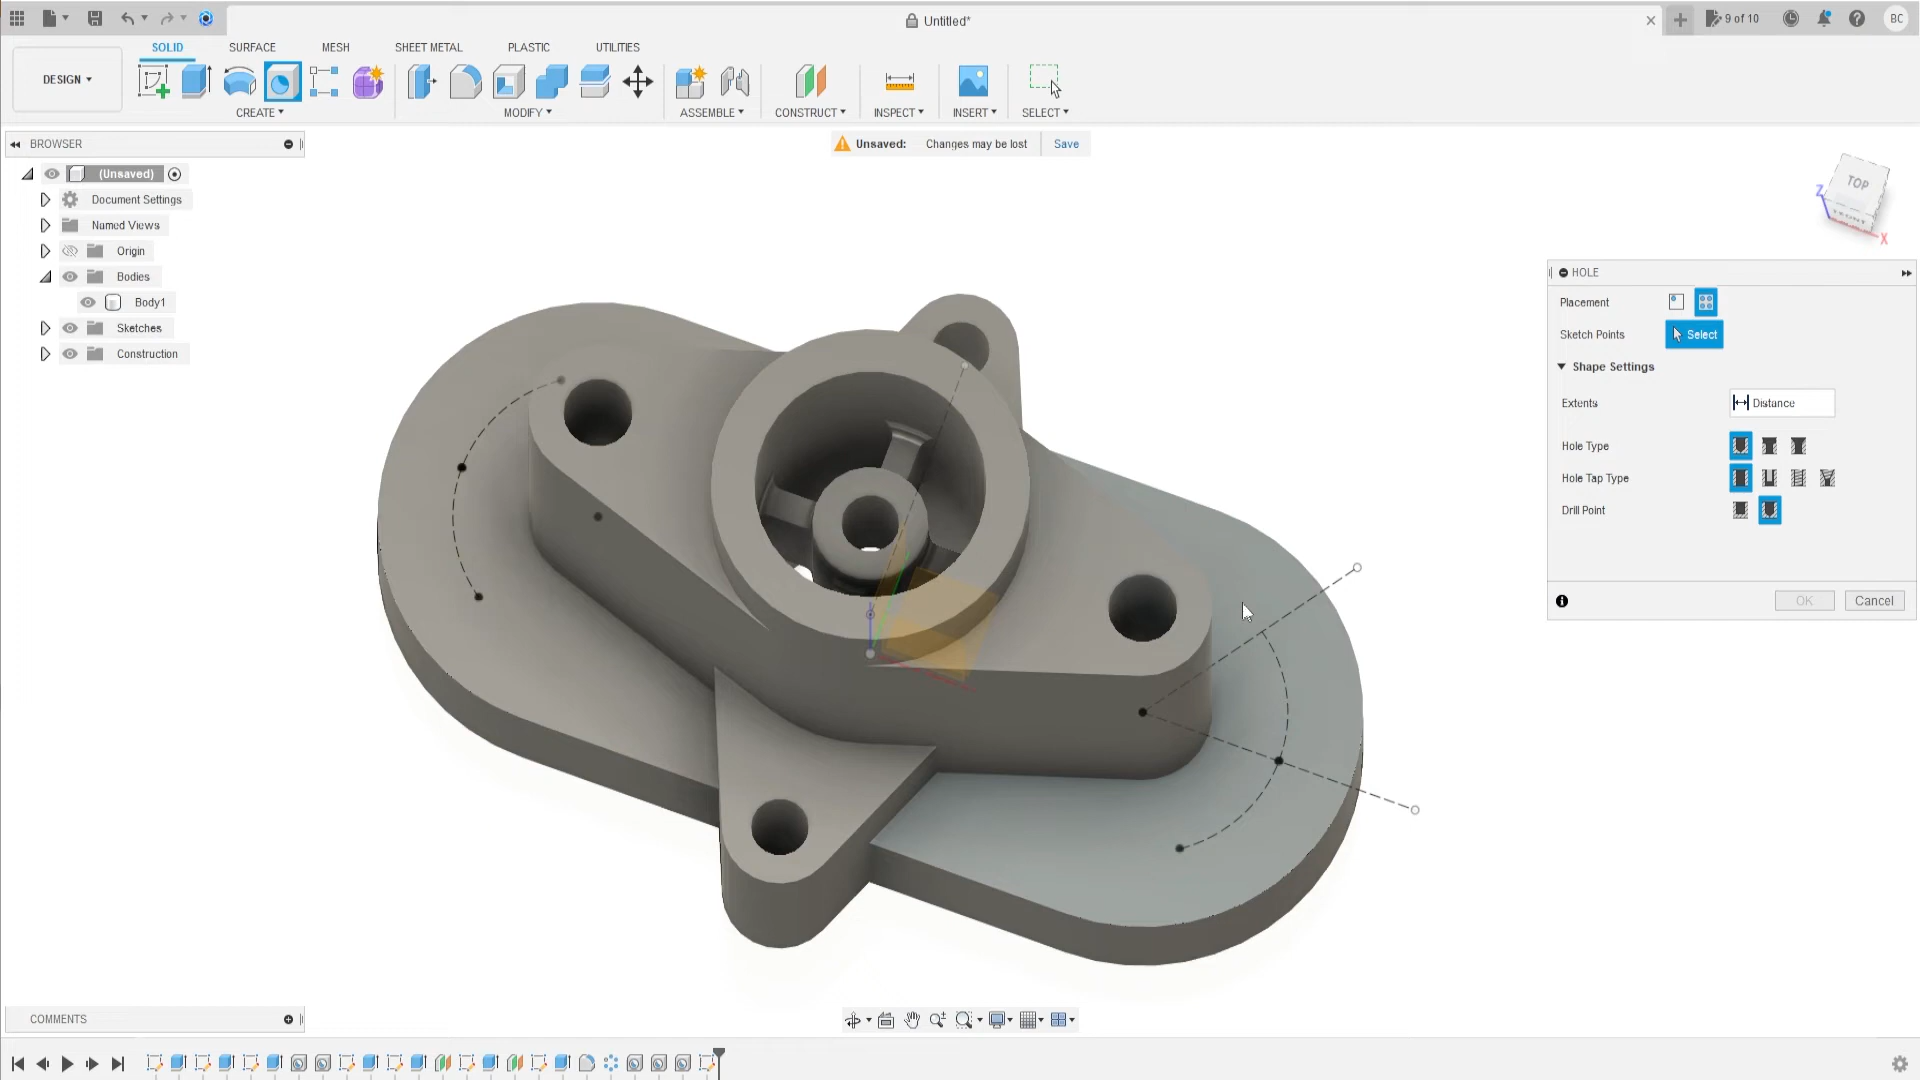 Untitled*
9 of 10
BC
DESIGN
SOLID
SURFACE
MESH
SHEET METAL
PLASTIC
UTILITIES
CREATE
MODIFY
ASSEMBLE
CONSTRUCT
INSPECT
INSERT
SELECT
BROWSER
Unsaved: Changes may be lost Save
(Unsaved)
Document Settings
Named Views
Origin
Bodies
Body1
Sketches
Construction
TOP
FRONT
Z
X
HOLE
Placement
Sketch Points Select
Shape Settings
Extents Distance
Hole Type
Hole Tap Type
Drill Point
OK Cancel
COMMENTS